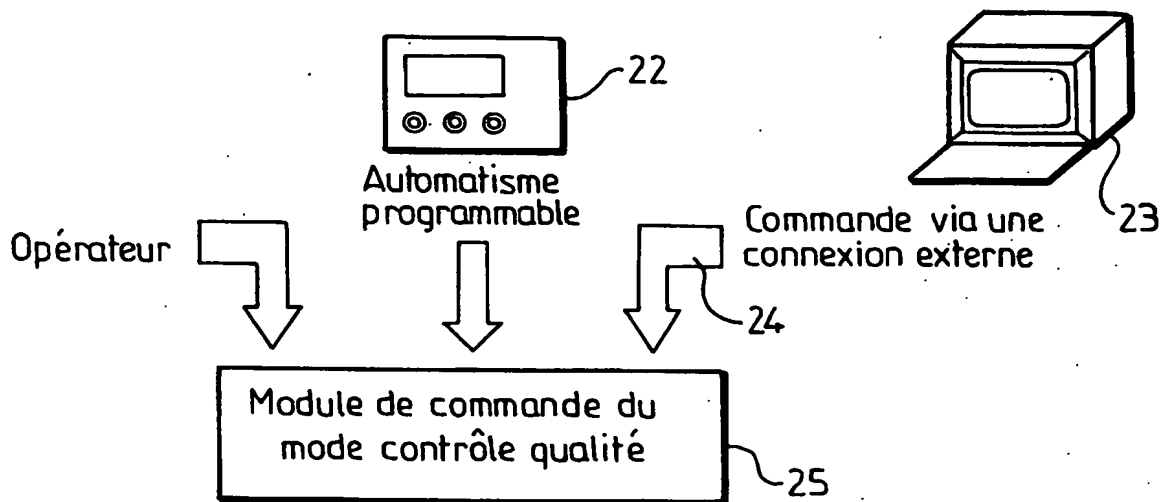 22
Automatisme
programmable
23
Opérateur
Commande via une
connexion externe
24
Module de commande du
mode contrôle qualité
25